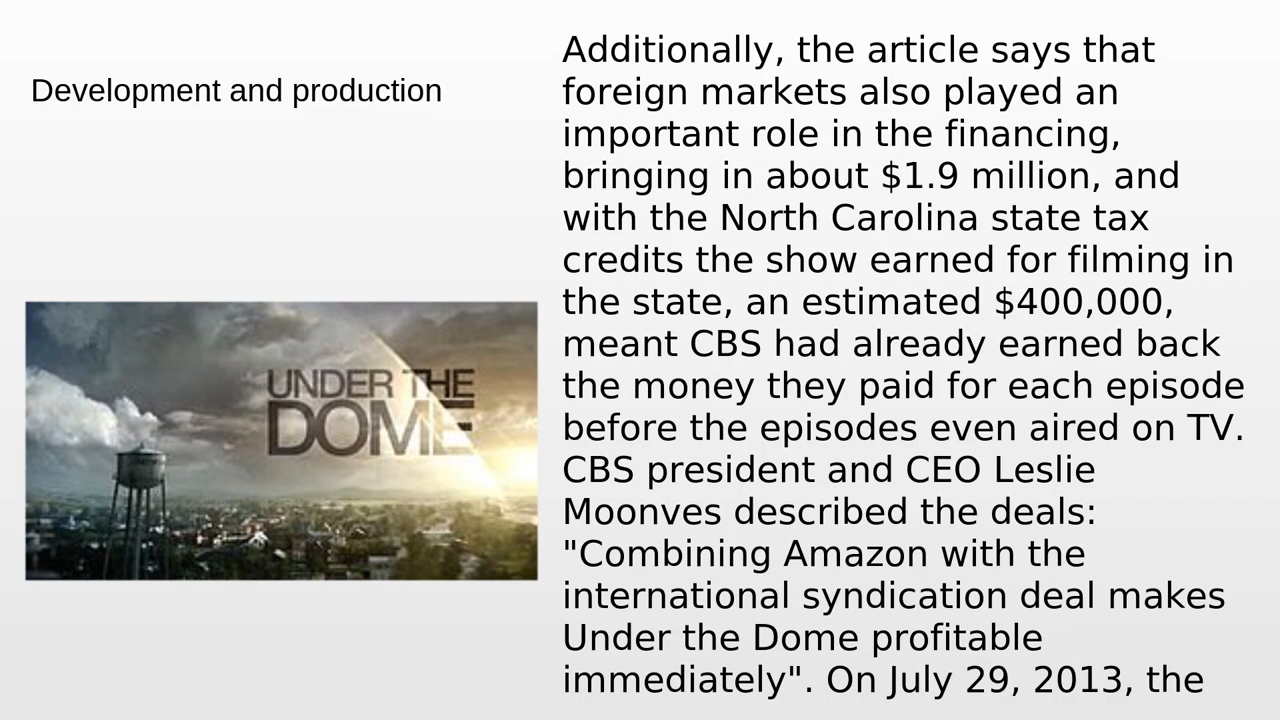 Development and production
UNDER THE
DOME
Additionally, the article says that
foreign markets also played an
important role in the financing,
bringing in about $1.9 million, and
with the North Carolina state tax
credits the show earned for filming in
the state, an estimated $400,000,
meant CBS had already earned back
the money they paid for each episode
before the episodes even aired on TV.
CBS president and CEO Leslie
Moonves described the deals:
"Combining Amazon with the
international syndication deal makes
Under the Dome profitable
immediately". On July 29, 2013, the